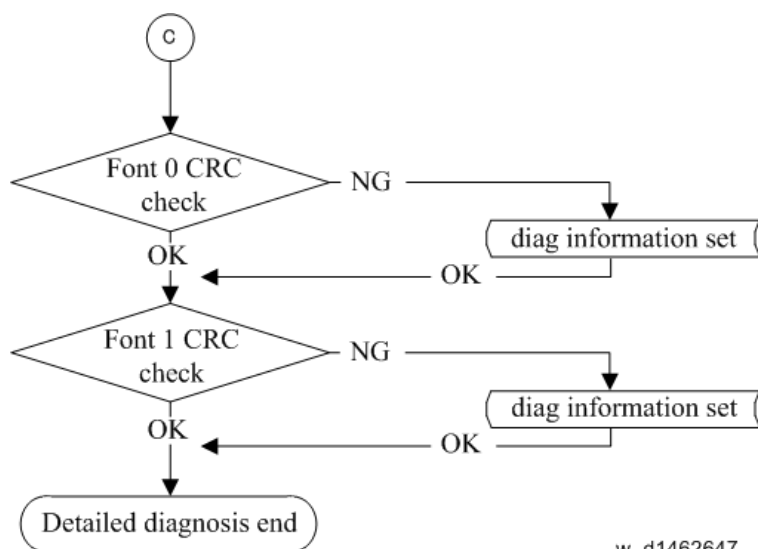 C
Font 0 CRC
check
NG
diag information set
OK
OK
Font 1 CRC
check
NG
diag information set
OK
OK
Detailed diagnosis end
w_d1462647